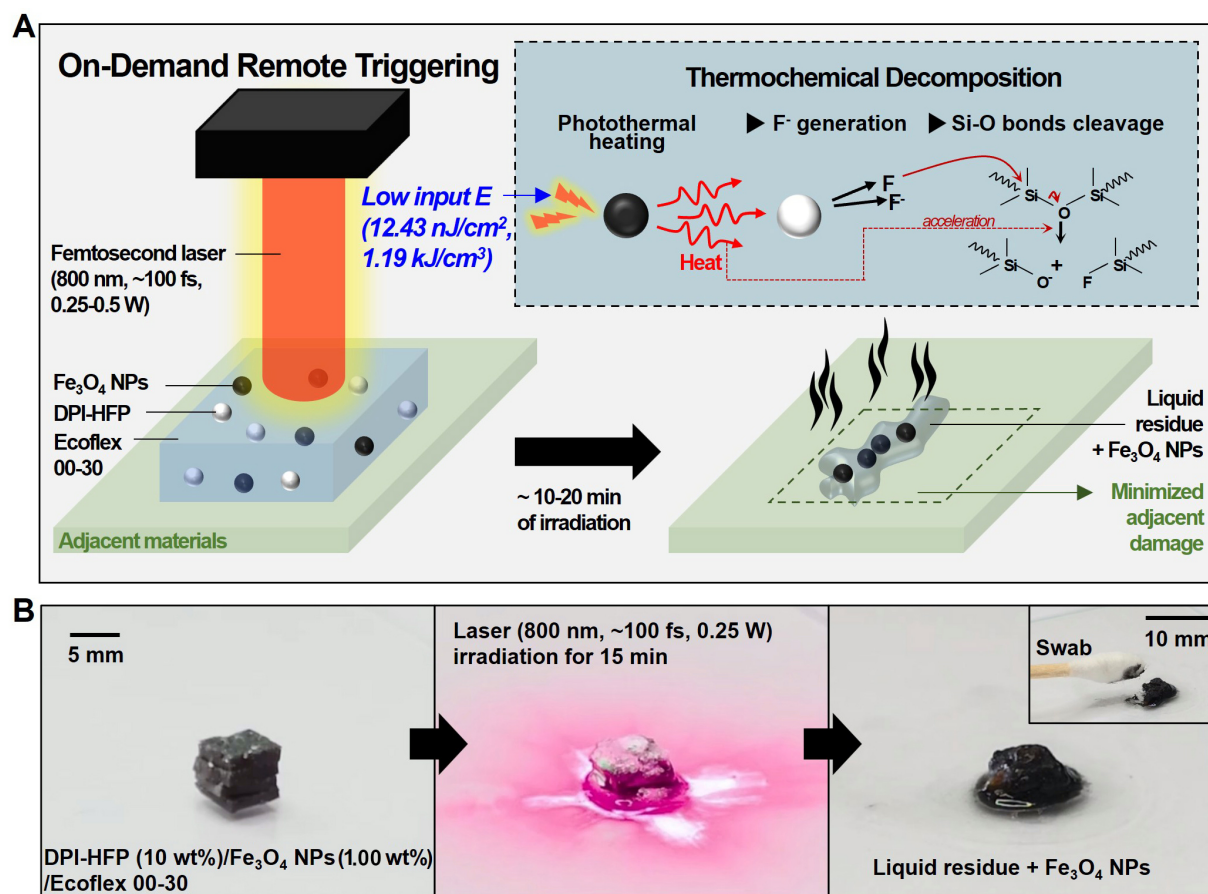 A
On-Demand Remote Triggering
Femtosecond laser
(800 nm, ~100 fs,
0.25-0.5 W)
Low input E
(12.43 nJ/cm²,
1.19 kJ/cm³)
Thermochemical Decomposition
Photothermal
heating
▶ F⁻ generation
▶ Si-O bonds cleavage
Heat
F⁻
F⁻
acceleration
Si
Si
O
Si
O⁻
+
F
Si
Fe₃O₄ NPs
DPI-HFP
Ecoflex
00-30
Adjacent materials
~ 10-20 min
of irradiation
Liquid
residue
+ Fe₃O₄ NPs
Minimized
adjacent
damage
B
5 mm
DPI-HFP (10 wt%)/Fe₃O₄ NPs (1.00 wt%)
/Ecoflex 00-30
Laser (800 nm, ~100 fs, 0.25 W)
irradiation for 15 min
Swab
10 mm
Liquid residue + Fe₃O₄ NPs